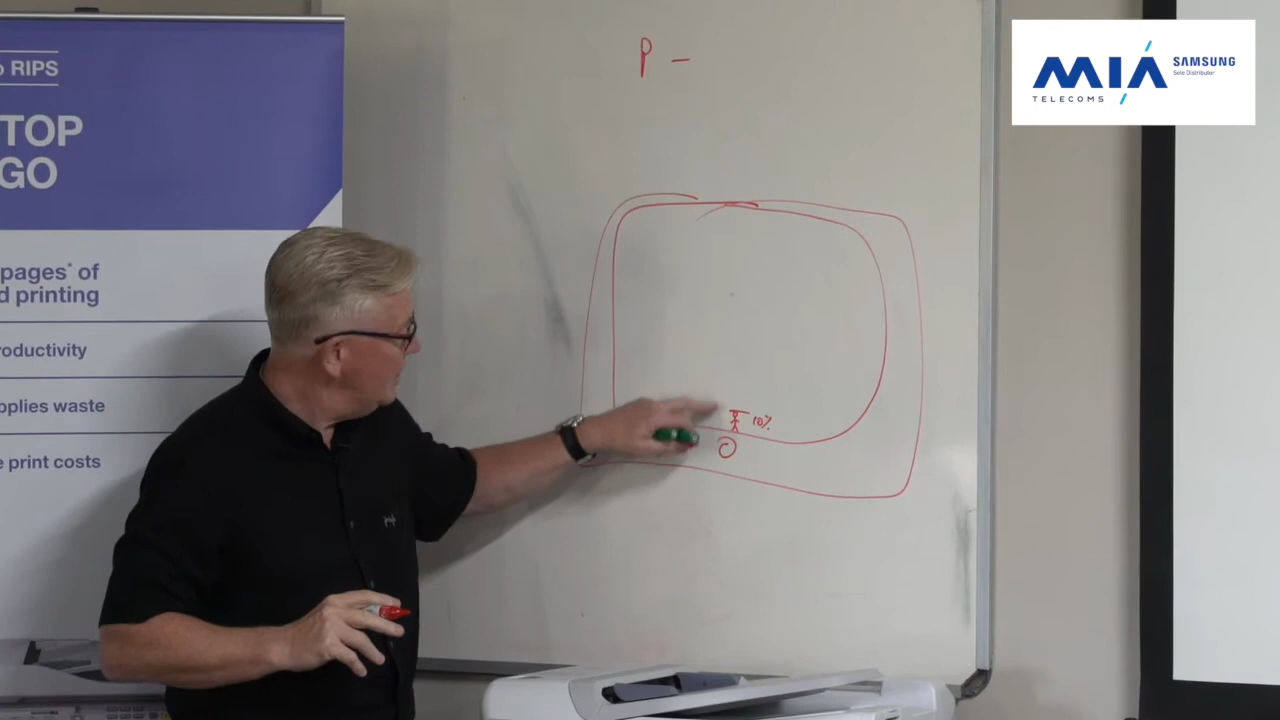 RIPS
TOP
GO
pages* of
d printing
roductivity
pplies waste
e print costs
P -
10%
MIA
TELECOMS
SAMSUNG
Sole Distributor